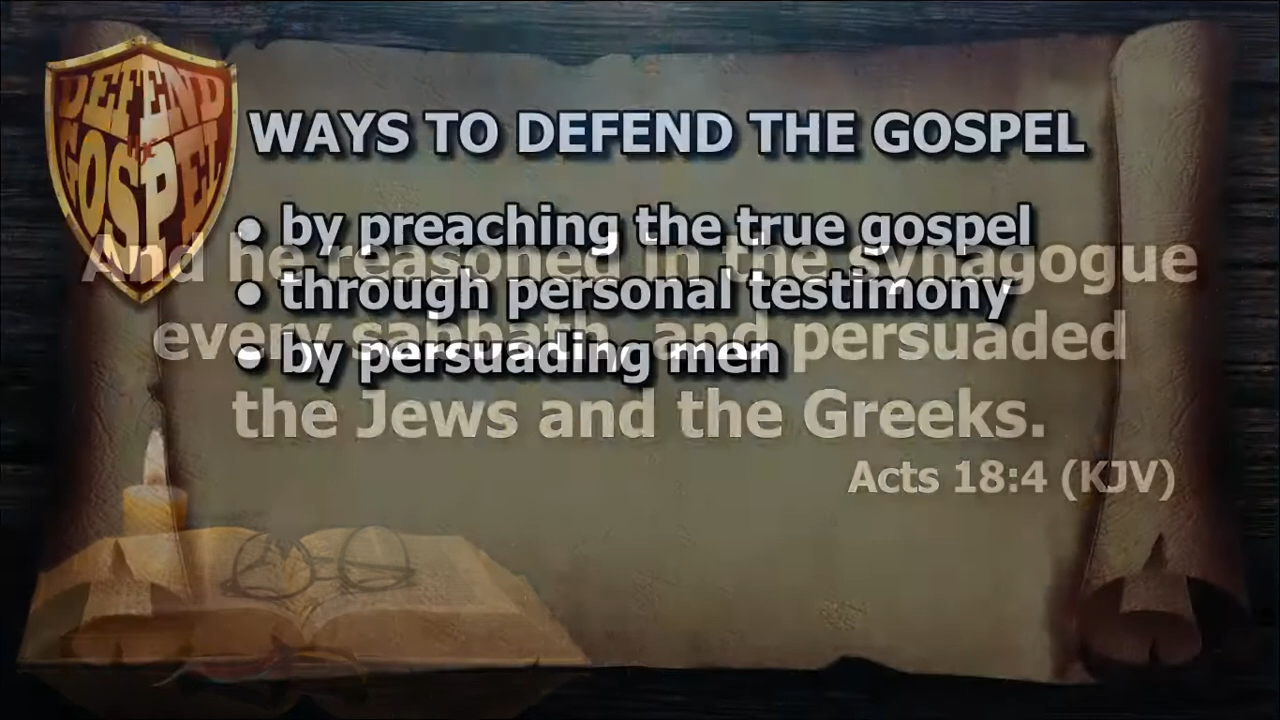 DEFEND
the
GOSPEL
WAYS TO DEFEND THE GOSPEL
• by preaching the true gospel
• through personal testimony
• by persuading men
And he reasoned in the synagogue
every sabbath, and persuaded
the Jews and the Greeks.
Acts 18:4 (KJV)